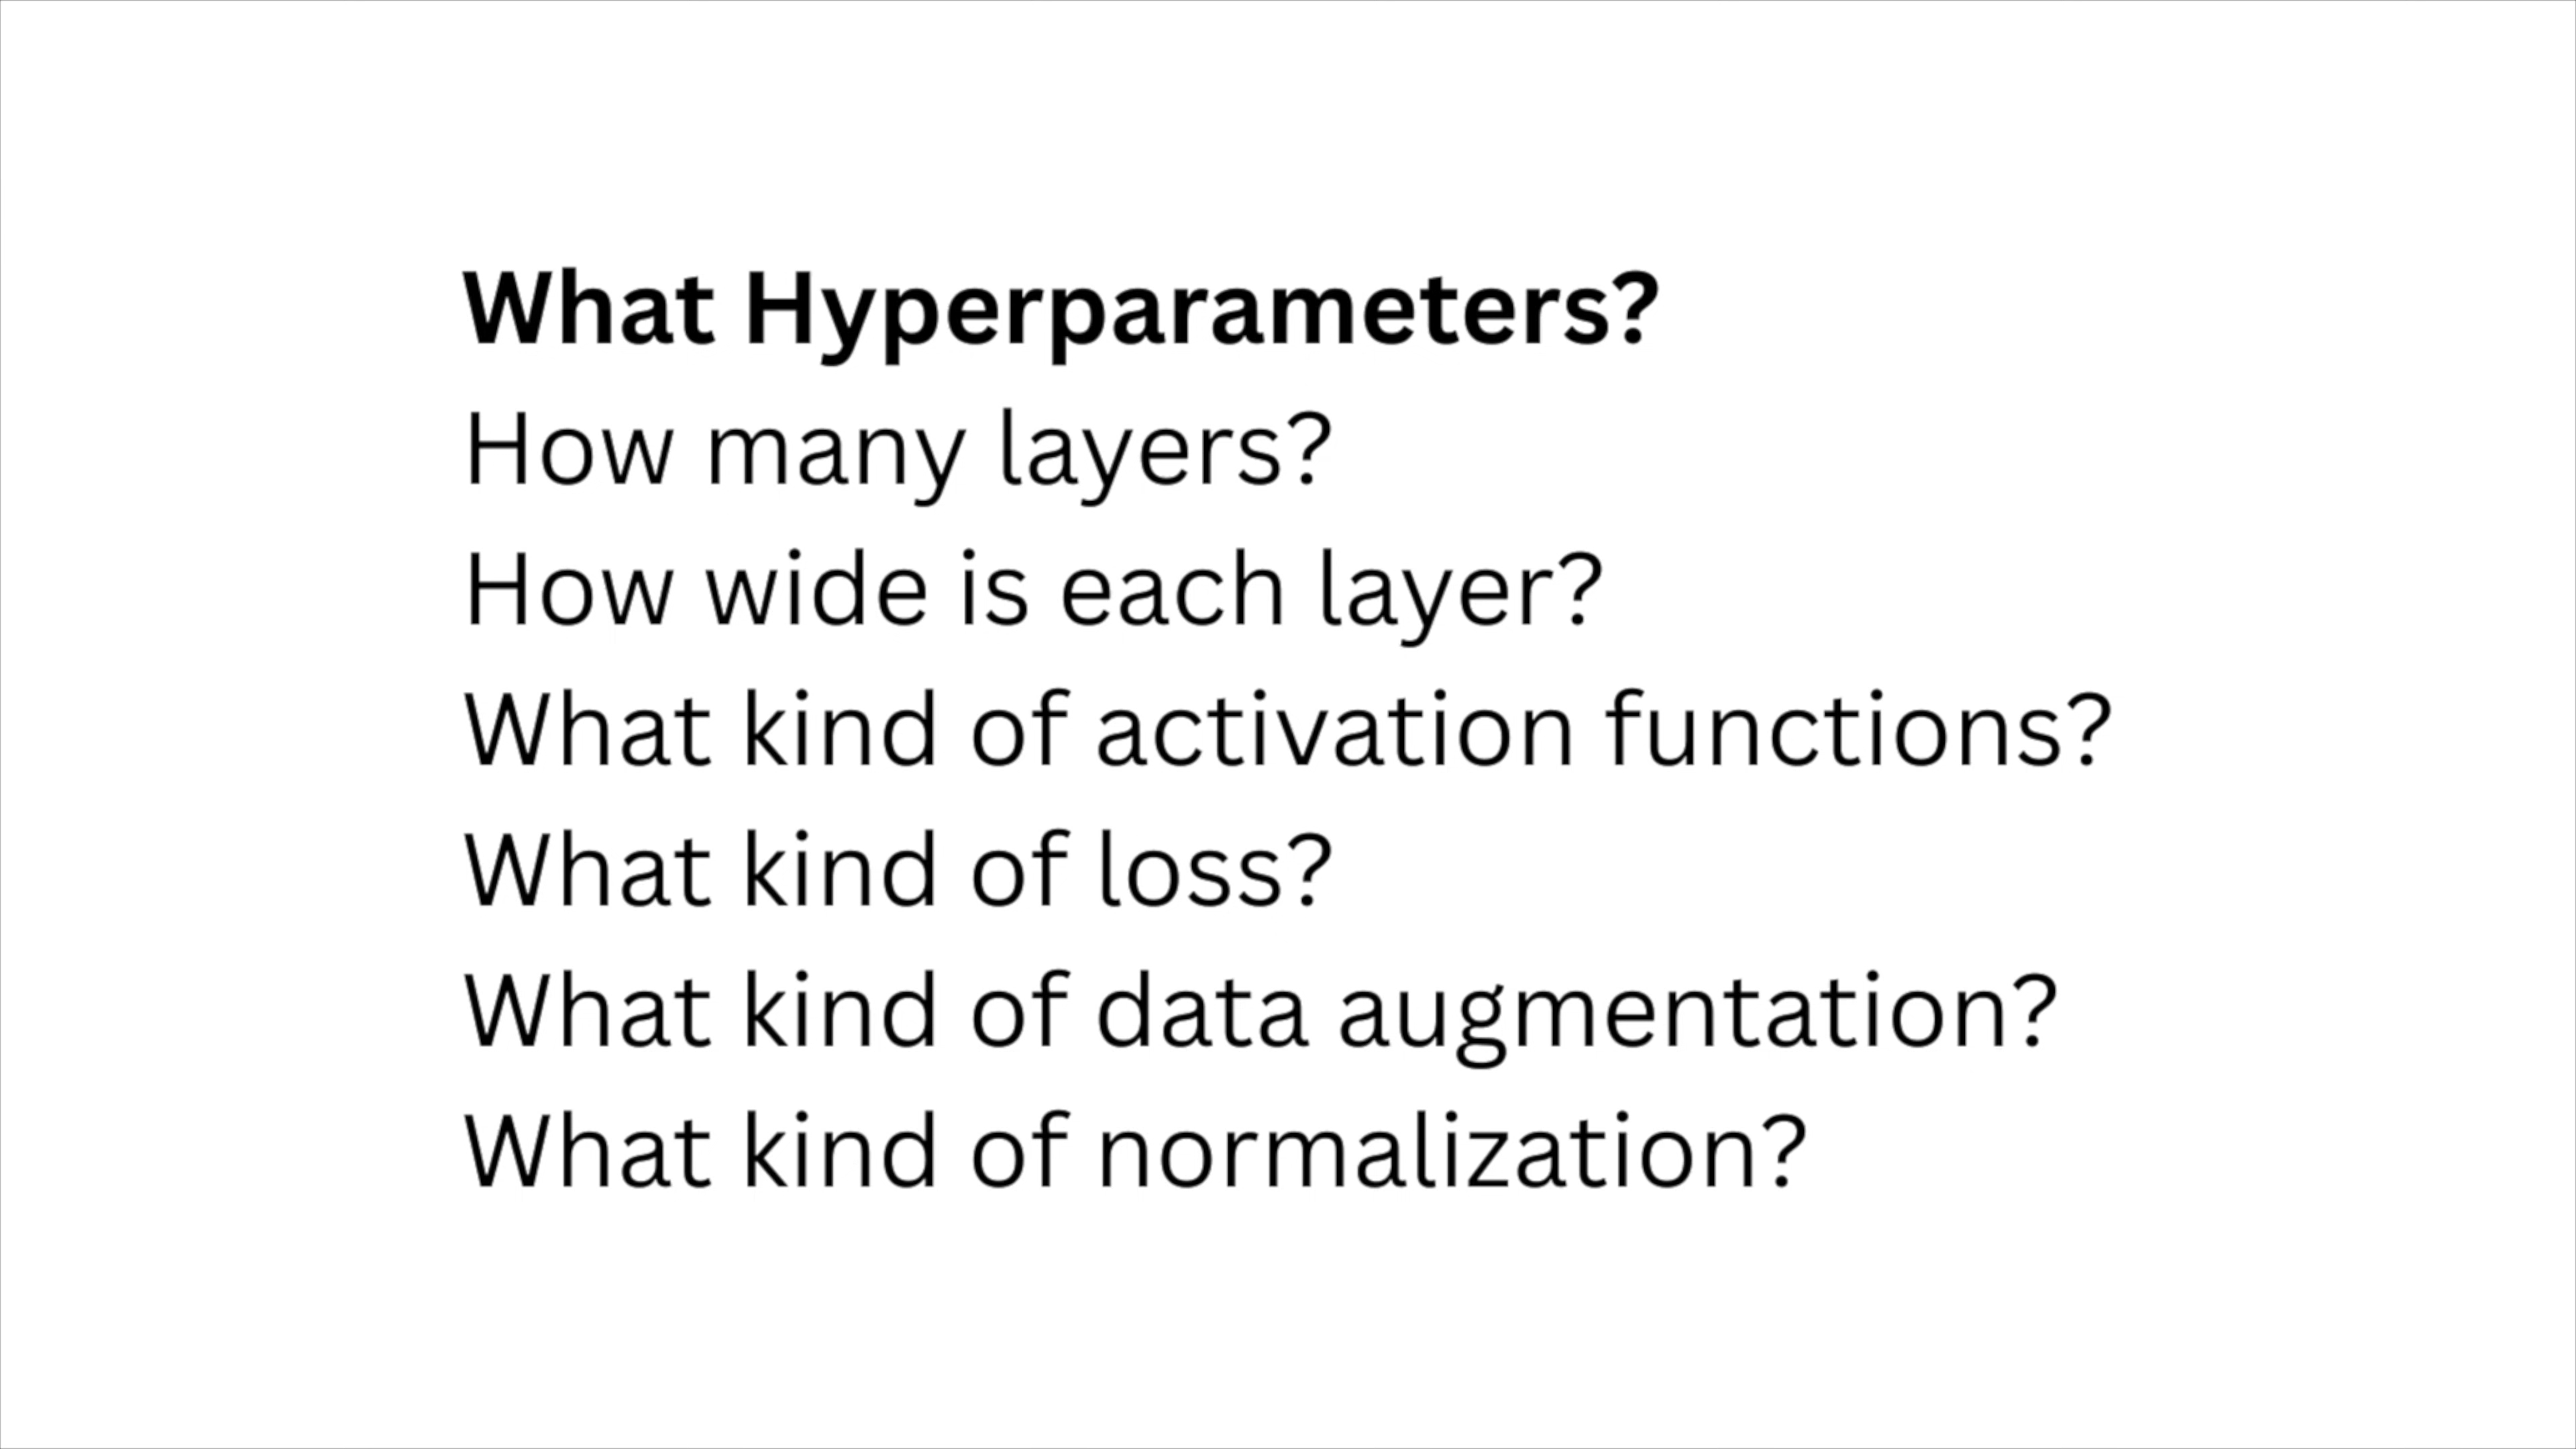 What Hyperparameters?
How many layers?
How wide is each layer?
What kind of activation functions?
What kind of loss?
What kind of data augmentation?
What kind of normalization?